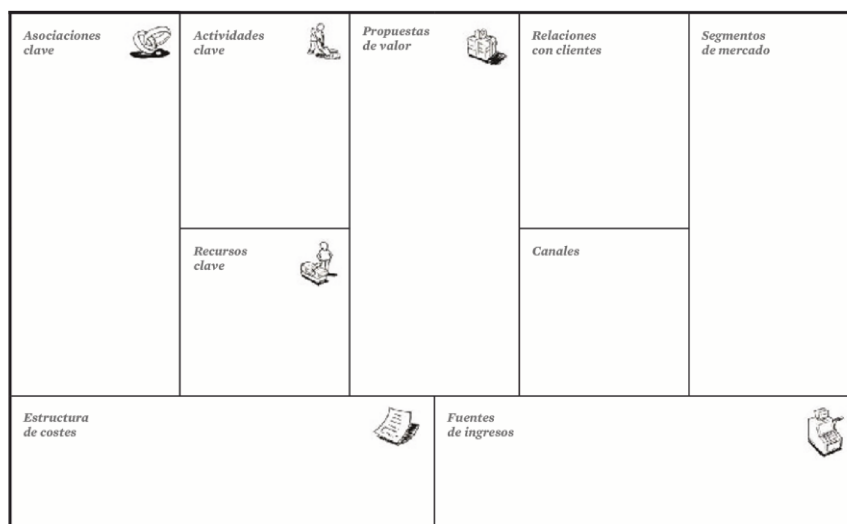 Asociaciones
clave
Actividades
clave
Propuestas
de valor
Relaciones
con clientes
Segmentos
de mercado
Recursos
clave
Canales
Estructura
de costes
Fuentes
de ingresos